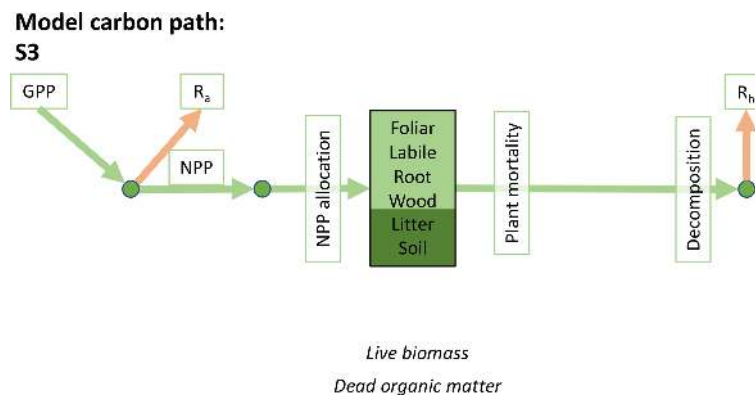 Model carbon path:
S3
GPP
Ra
Rh
NPP
NPP allocation
Foliar
Labile
Root
Wood
Litter
Soil
Plant mortality
Decomposition
Live biomass
Dead organic matter